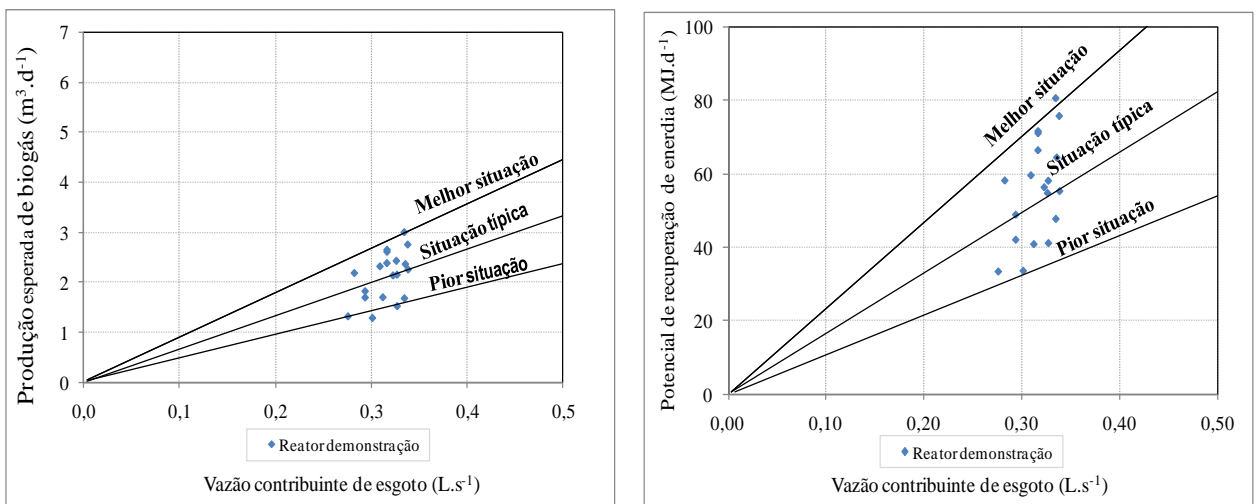 Produção esperada de biogás (m³.d⁻¹)
7
6
5
4
3
2
1
0
0,0 0,1 0,2 0,3 0,4 0,5
Melhor situação
Situação típica
Pior situação
Reator demonstração
Vazão contribuinte de esgoto (L.s⁻¹)
Potencial de recuperação de enerdia (MJ.d⁻¹)
100
80
60
40
20
0
0,00 0,10 0,20 0,30 0,40 0,50
Melhor situação
Situação típica
Pior situação
Reator demonstração
Vazão contribuinte de esgoto (L.s⁻¹)